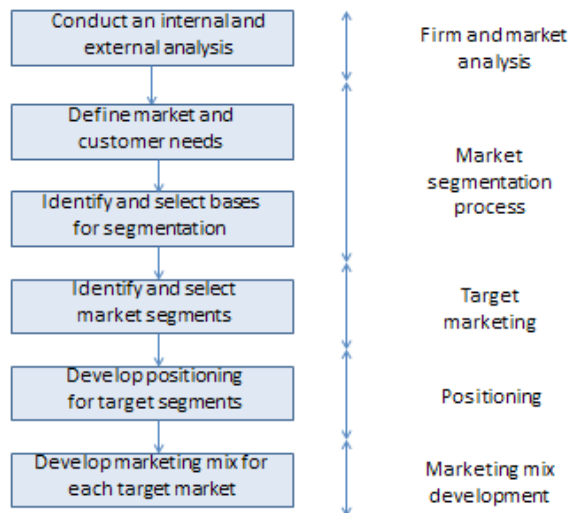 Conduct an internal and
external analysis
Firm and market
analysis
Define market and
customer needs
Market
segmentation
process
Identify and select bases
for segmentation
Identify and select
market segments
Target
marketing
Develop positioning
for target segments
Positioning
Develop marketing mix for
each target market
Marketing mix
development